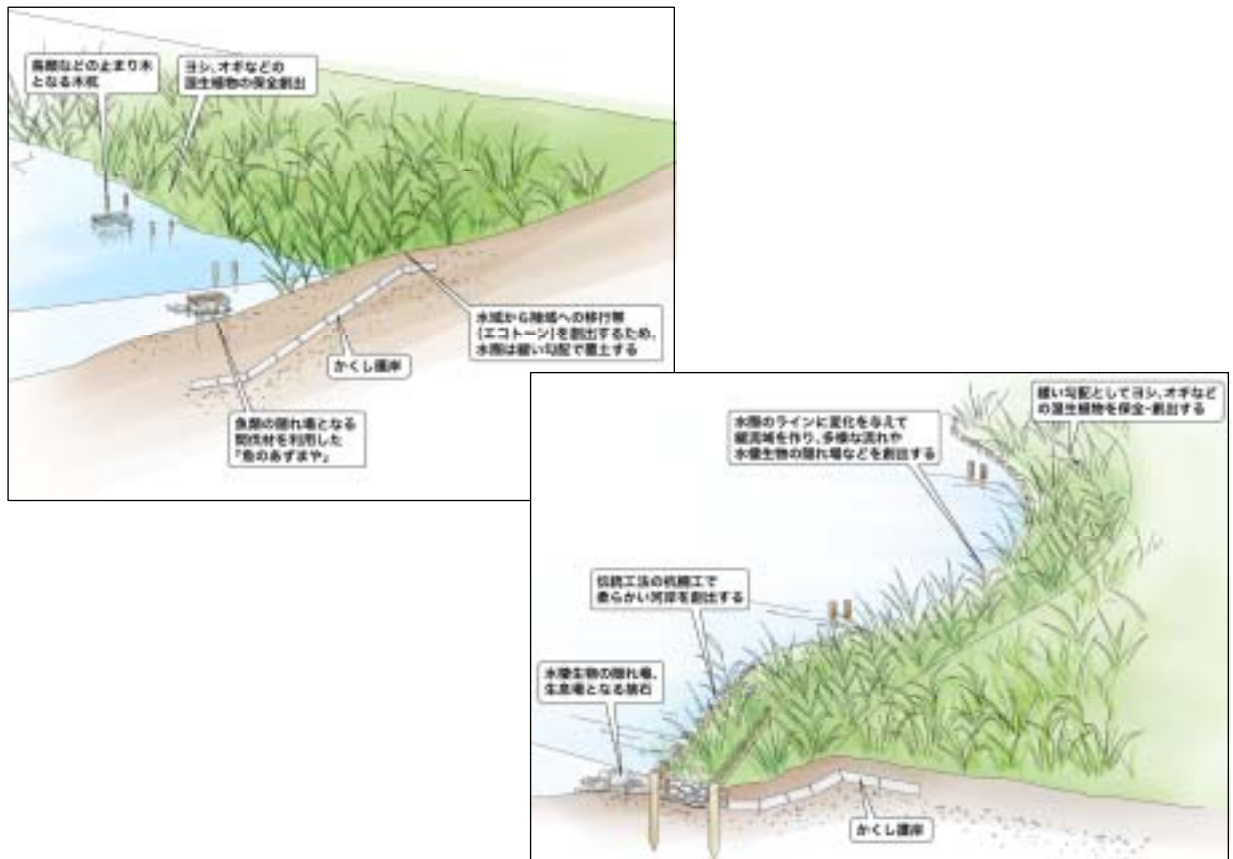 鳥類などの止まり木
となる木杭
ヨシ、オギなどの
湿生植物の保全創出
水域から陸域への移行帯
(エコトーン)を創出するため、
水際は緩い勾配で覆土する
かくし護岸
魚類の隠れ場となる
間伐材を利用した
「魚のあずまや」
緩い勾配としてヨシ、オギなど
の湿生植物を保全・創出する
水際のラインに変化を与えて
緩流域を作り、多様な流れや
水棲生物の隠れ場などを創出する
伝統工法の杭柵工で
柔らかい河岸を創出する
水棲生物の隠れ場、
生息場となる捨石
かくし護岸